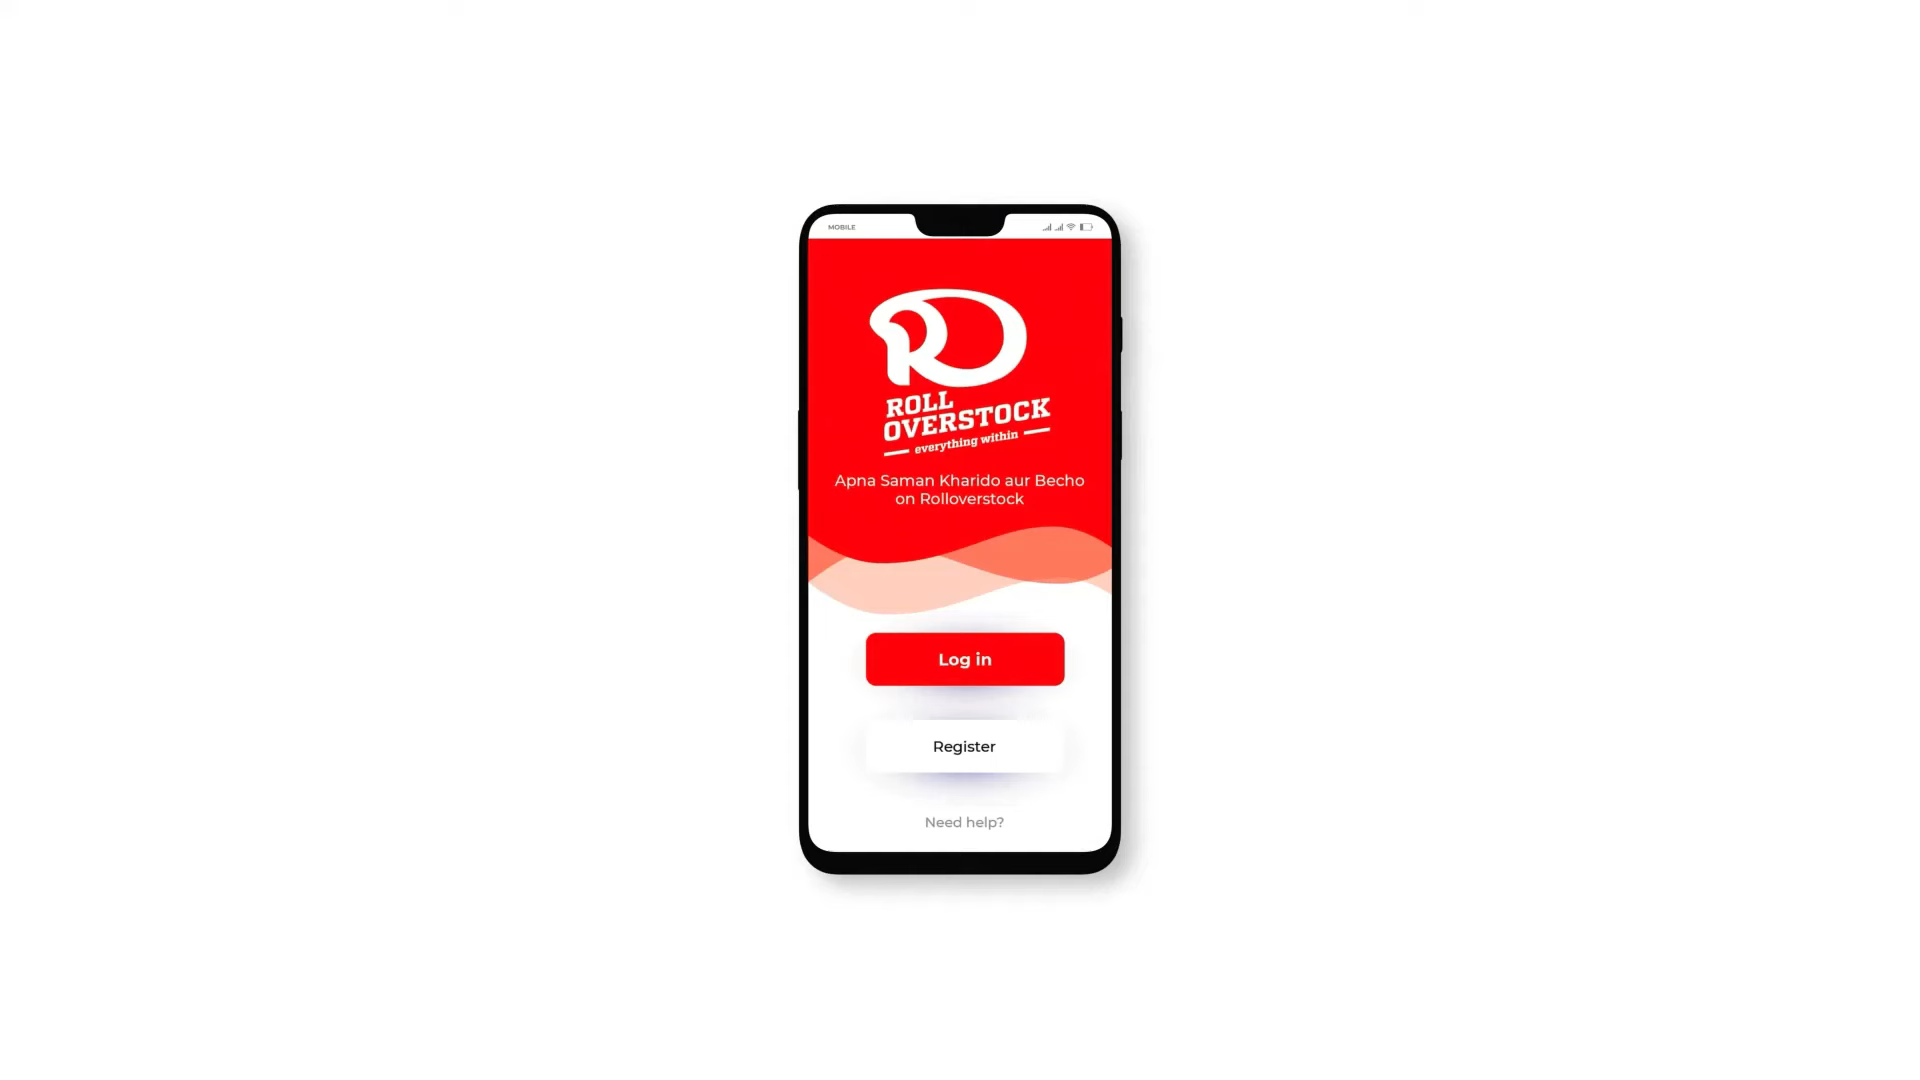 MOBILE
ROLL
OVERSTOCK
everything within
Apna Saman Kharido aur Becho
on Rolloverstock
Log in
Register
Need help?